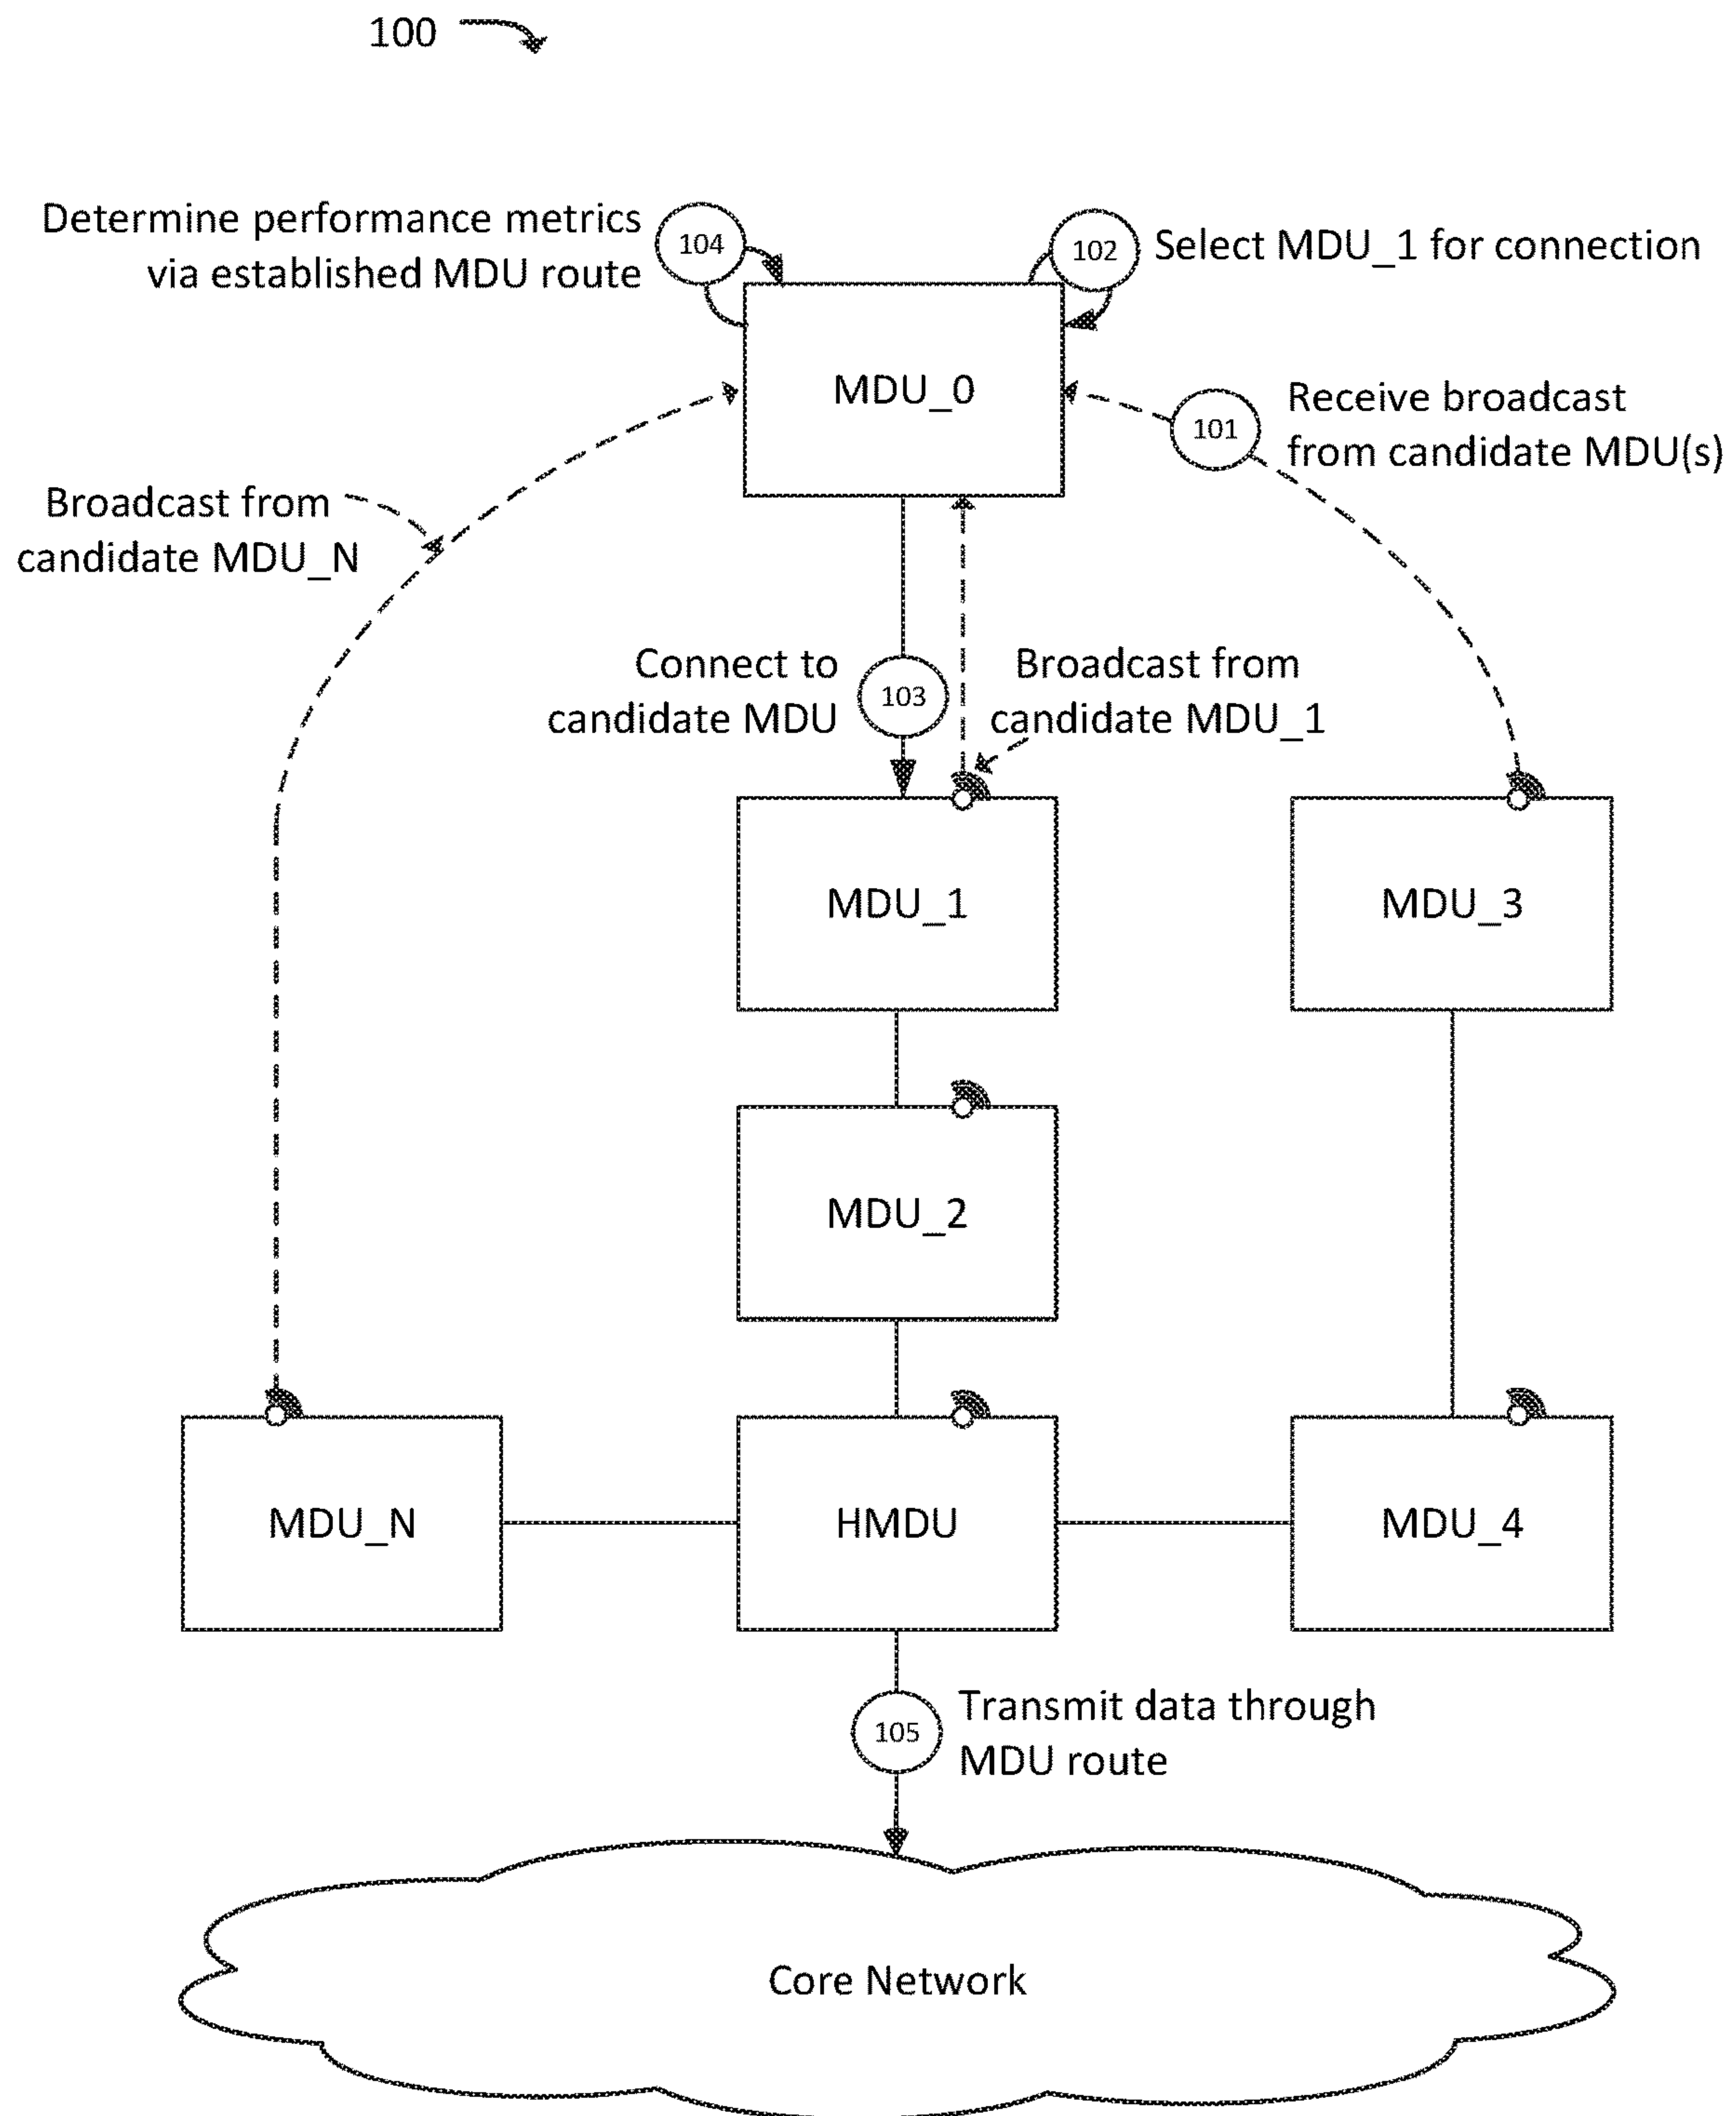 100
Determine performance metrics
via established MDU route
104
102
Select MDU_1 for connection
MDU_0
101
Receive broadcast
from candidate MDU(s)
Broadcast from
candidate MDU_N
Connect to
candidate MDU
103
Broadcast from
candidate MDU_1
MDU_1
MDU_3
MDU_2
MDU_N
HMDU
MDU_4
105
Transmit data through
MDU route
Core Network